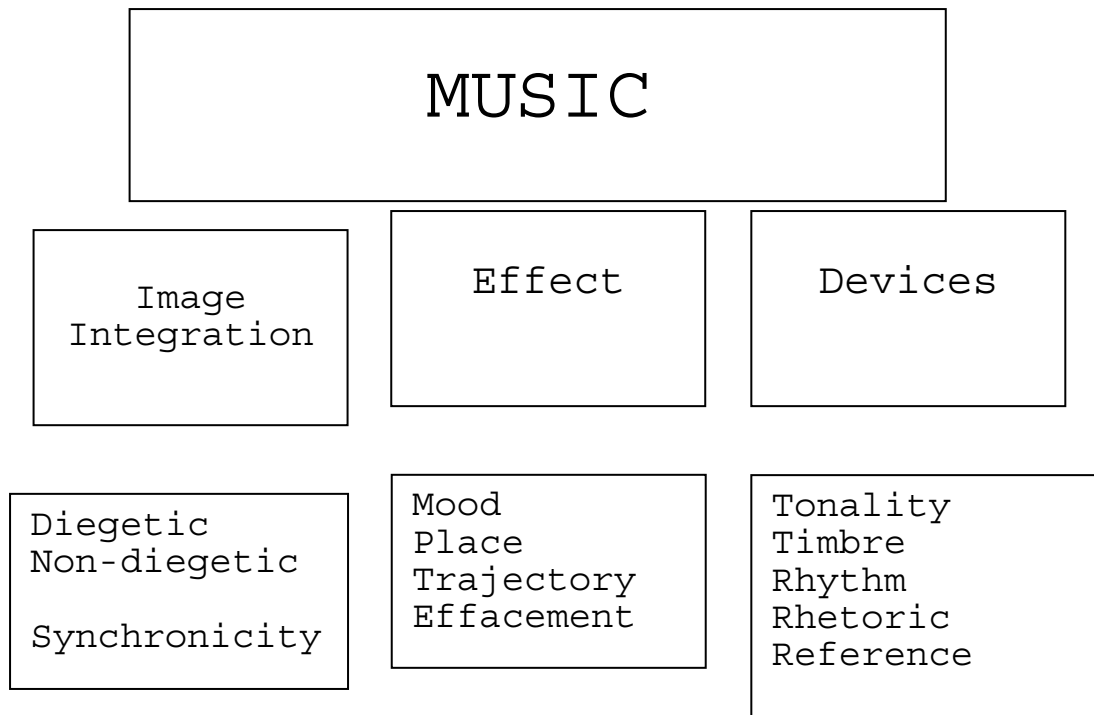 MUSIC
Image
Integration
Effect
Devices
Diegetic
Non-diegetic
Synchronicity
Mood
Place
Trajectory
Effacement
Tonality
Timbre
Rhythm
Rhetoric
Reference